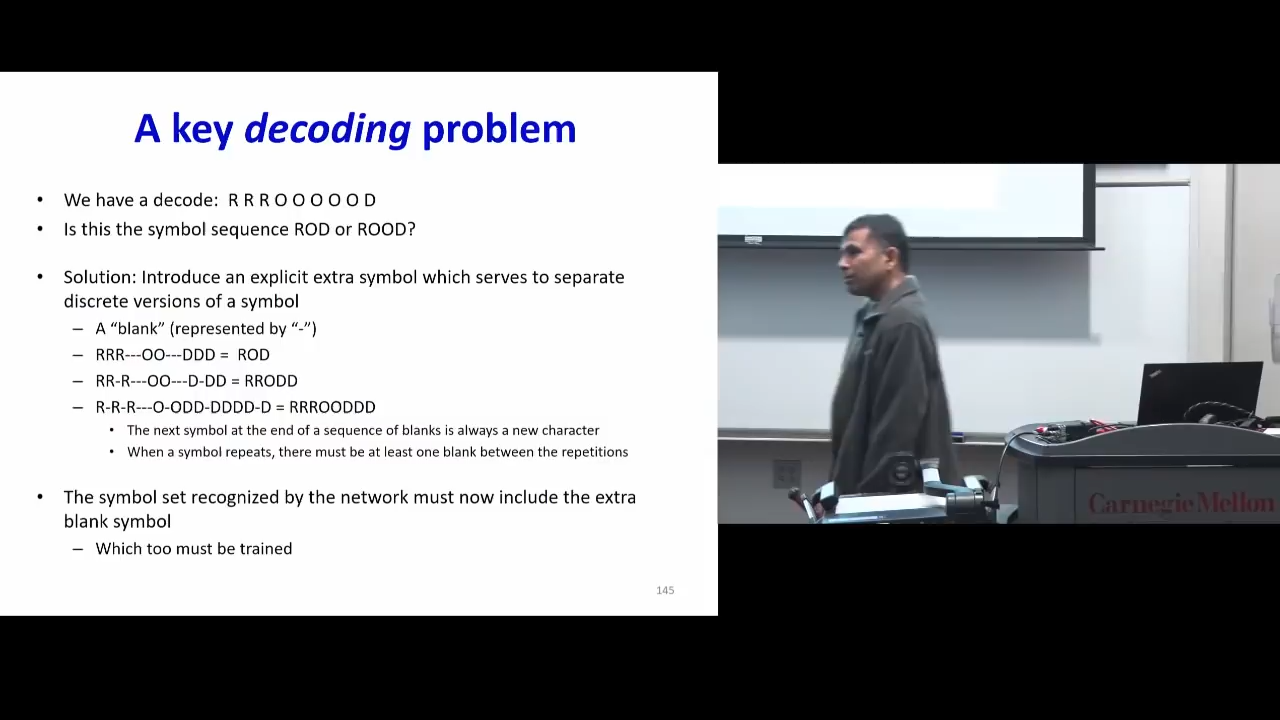 A key decoding problem
• We have a decode: R R R O O O O O D
• Is this the symbol sequence ROD or ROOD?
• Solution: Introduce an explicit extra symbol which serves to separate
discrete versions of a symbol
– A “blank” (represented by “-”)
– RRR---OO---DDD = ROD
– RR-R---OO---D-DD = RRODD
– R-R-R---O-ODD-DDDD-D = RRROODDD
• The next symbol at the end of a sequence of blanks is always a new character
• When a symbol repeats, there must be at least one blank between the repetitions
• The symbol set recognized by the network must now include the extra
blank symbol
– Which too must be trained
145
Carnegie Mellon